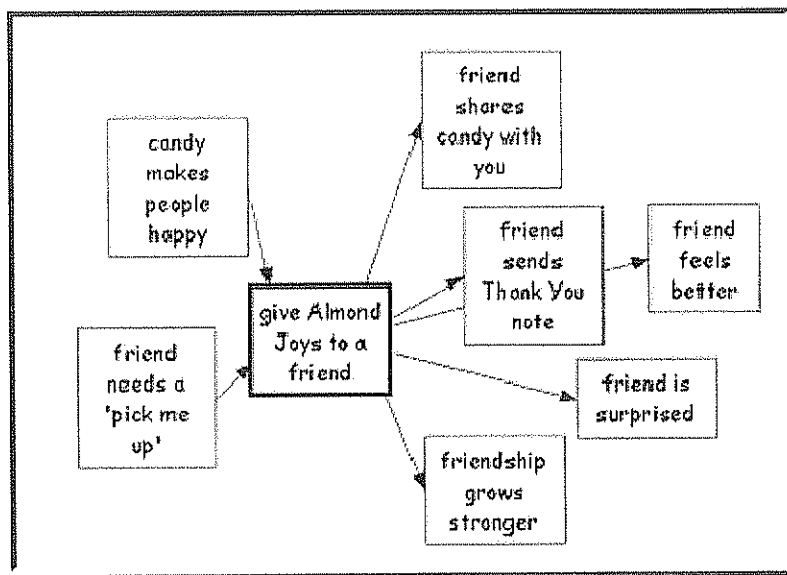 friend
shares
candy with
you
candy
makes
people
happy
friend
sends
Thank You
note
friend
feels
better
give Almond
Joys to a
friend
friend
needs a
'pick me
up'
friend is
surprised
friendship
grows
stronger